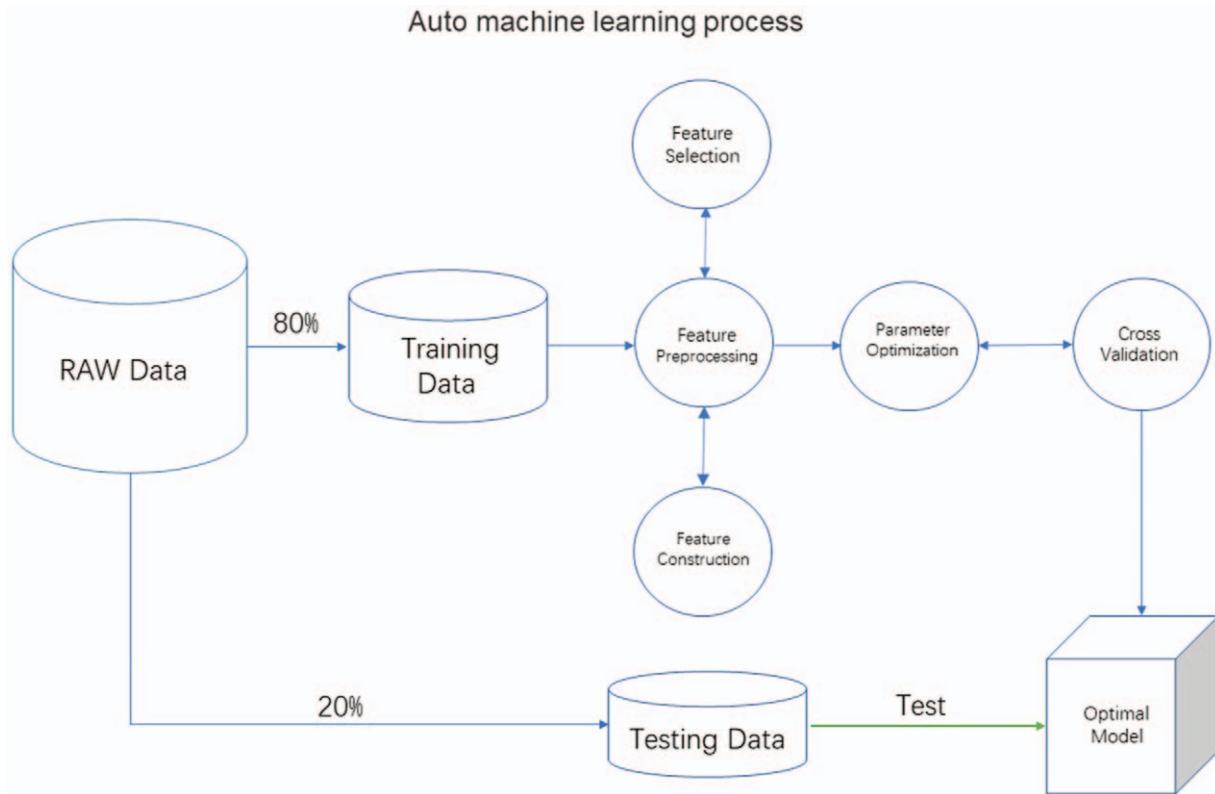 Auto machine learning process
Feature
Selection
RAW Data
80%
Training
Data
Feature
Preprocessing
Parameter
Optimization
Cross
Validation
Feature
Construction
20%
Testing Data
Test
Optimal
Model